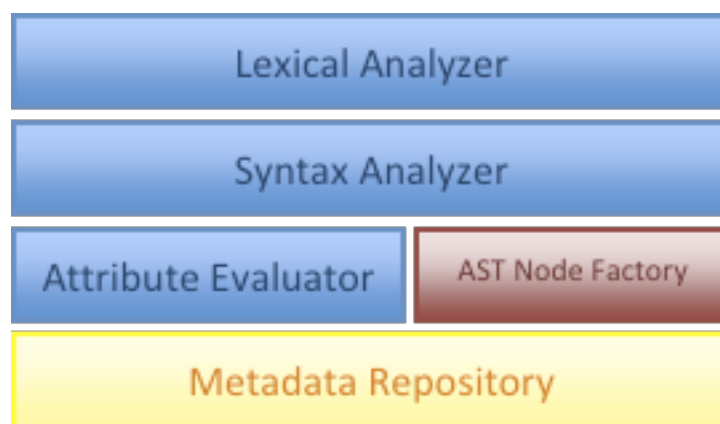 Lexical Analyzer
Syntax Analyzer
Attribute Evaluator
AST Node Factory
Metadata Repository